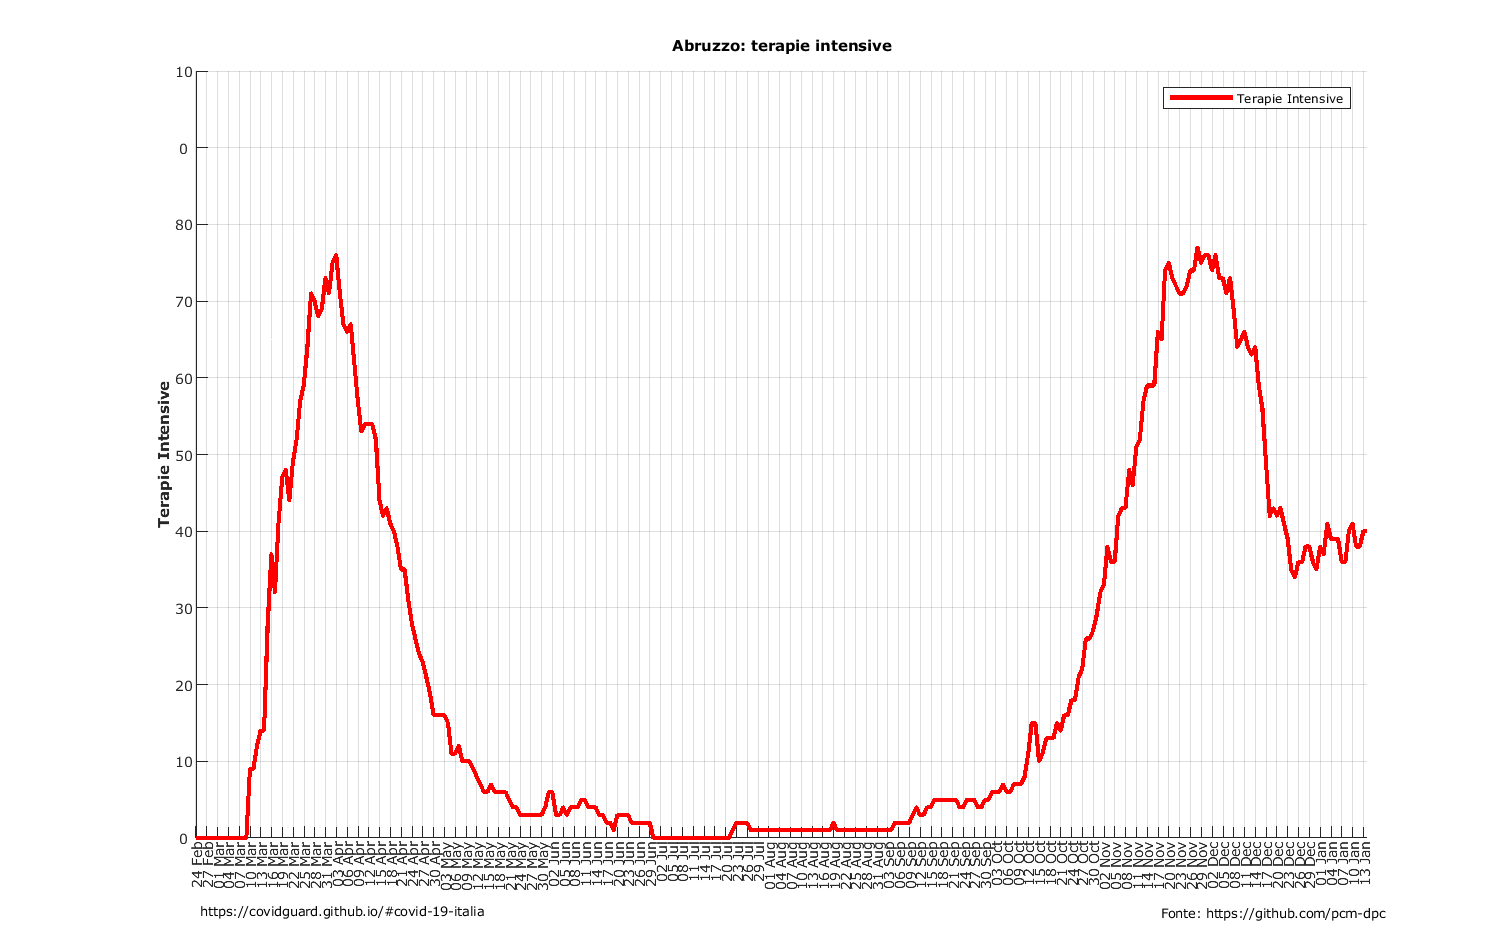 Abruzzo: terapie intensive
Terapie Intensive
Terapie Intensive
10
0
80
70
60
50
40
30
20
10
0
24 Feb
27 Feb
01 Mar
04 Mar
07 Mar
10 Mar
13 Mar
16 Mar
19 Mar
22 Mar
25 Mar
28 Mar
31 Mar
03 Apr
06 Apr
09 Apr
12 Apr
15 Apr
18 Apr
21 Apr
24 Apr
27 Apr
30 Apr
03 May
06 May
09 May
12 May
15 May
18 May
21 May
24 May
27 May
30 May
02 Jun
05 Jun
08 Jun
11 Jun
14 Jun
17 Jun
20 Jun
23 Jun
26 Jun
29 Jun
02 Jul
05 Jul
08 Jul
11 Jul
14 Jul
17 Jul
20 Jul
23 Jul
26 Jul
29 Jul
01 Aug
04 Aug
07 Aug
10 Aug
13 Aug
16 Aug
19 Aug
22 Aug
25 Aug
28 Aug
31 Aug
03 Sep
06 Sep
09 Sep
12 Sep
15 Sep
18 Sep
21 Sep
24 Sep
27 Sep
30 Sep
03 Oct
06 Oct
09 Oct
12 Oct
15 Oct
18 Oct
21 Oct
24 Oct
27 Oct
30 Oct
02 Nov
05 Nov
08 Nov
11 Nov
14 Nov
17 Nov
20 Nov
23 Nov
26 Nov
29 Nov
02 Dec
05 Dec
08 Dec
11 Dec
14 Dec
17 Dec
20 Dec
23 Dec
26 Dec
29 Dec
01 Jan
04 Jan
07 Jan
10 Jan
13 Jan
https://covidguard.github.io/#covid-19-italia
Fonte: https://github.com/pcm-dpc